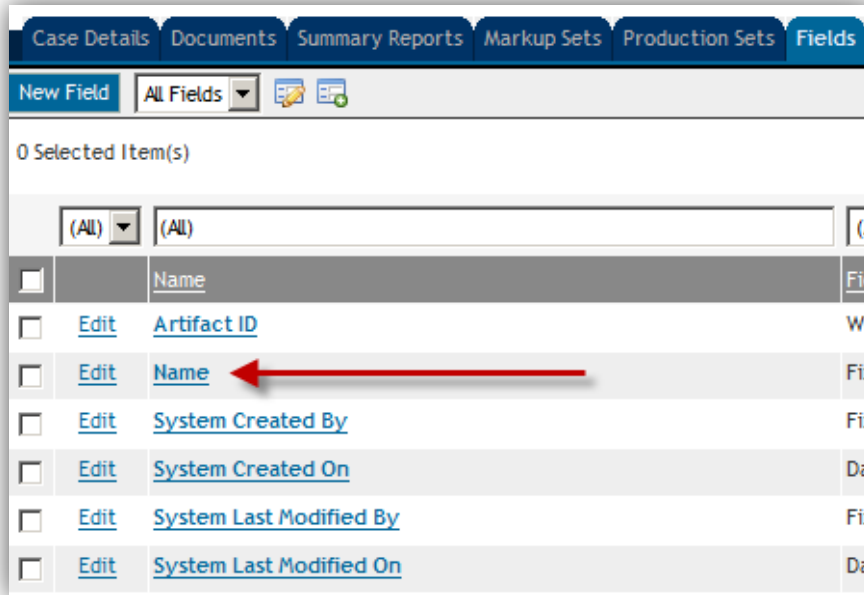 Case Details Documents Summary Reports Markup Sets Production Sets Fields
New Field All Fields
0 Selected Item(s)
(All) (All)
Name
Edit Artifact ID
Edit Name
Edit System Created By
Edit System Created On
Edit System Last Modified By
Edit System Last Modified On